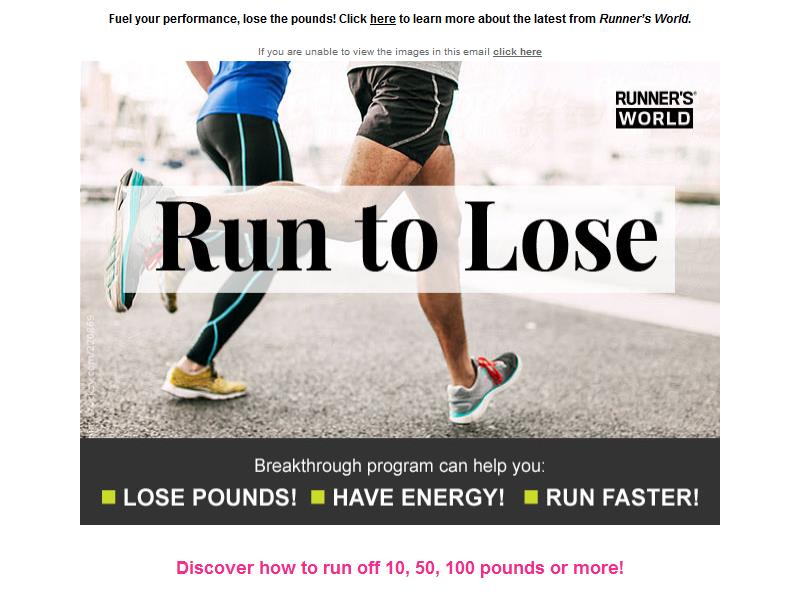 Fuel your performance, lose the pounds! Click here to learn more about the latest from Runner's World.
If you are unable to view the images in this email click here
RUNNER'S
WORLD
Run to Lose
Breakthrough program can help you:
LOSE POUNDS! HAVE ENERGY! RUN FASTER!
Discover how to run off 10, 50, 100 pounds or more!